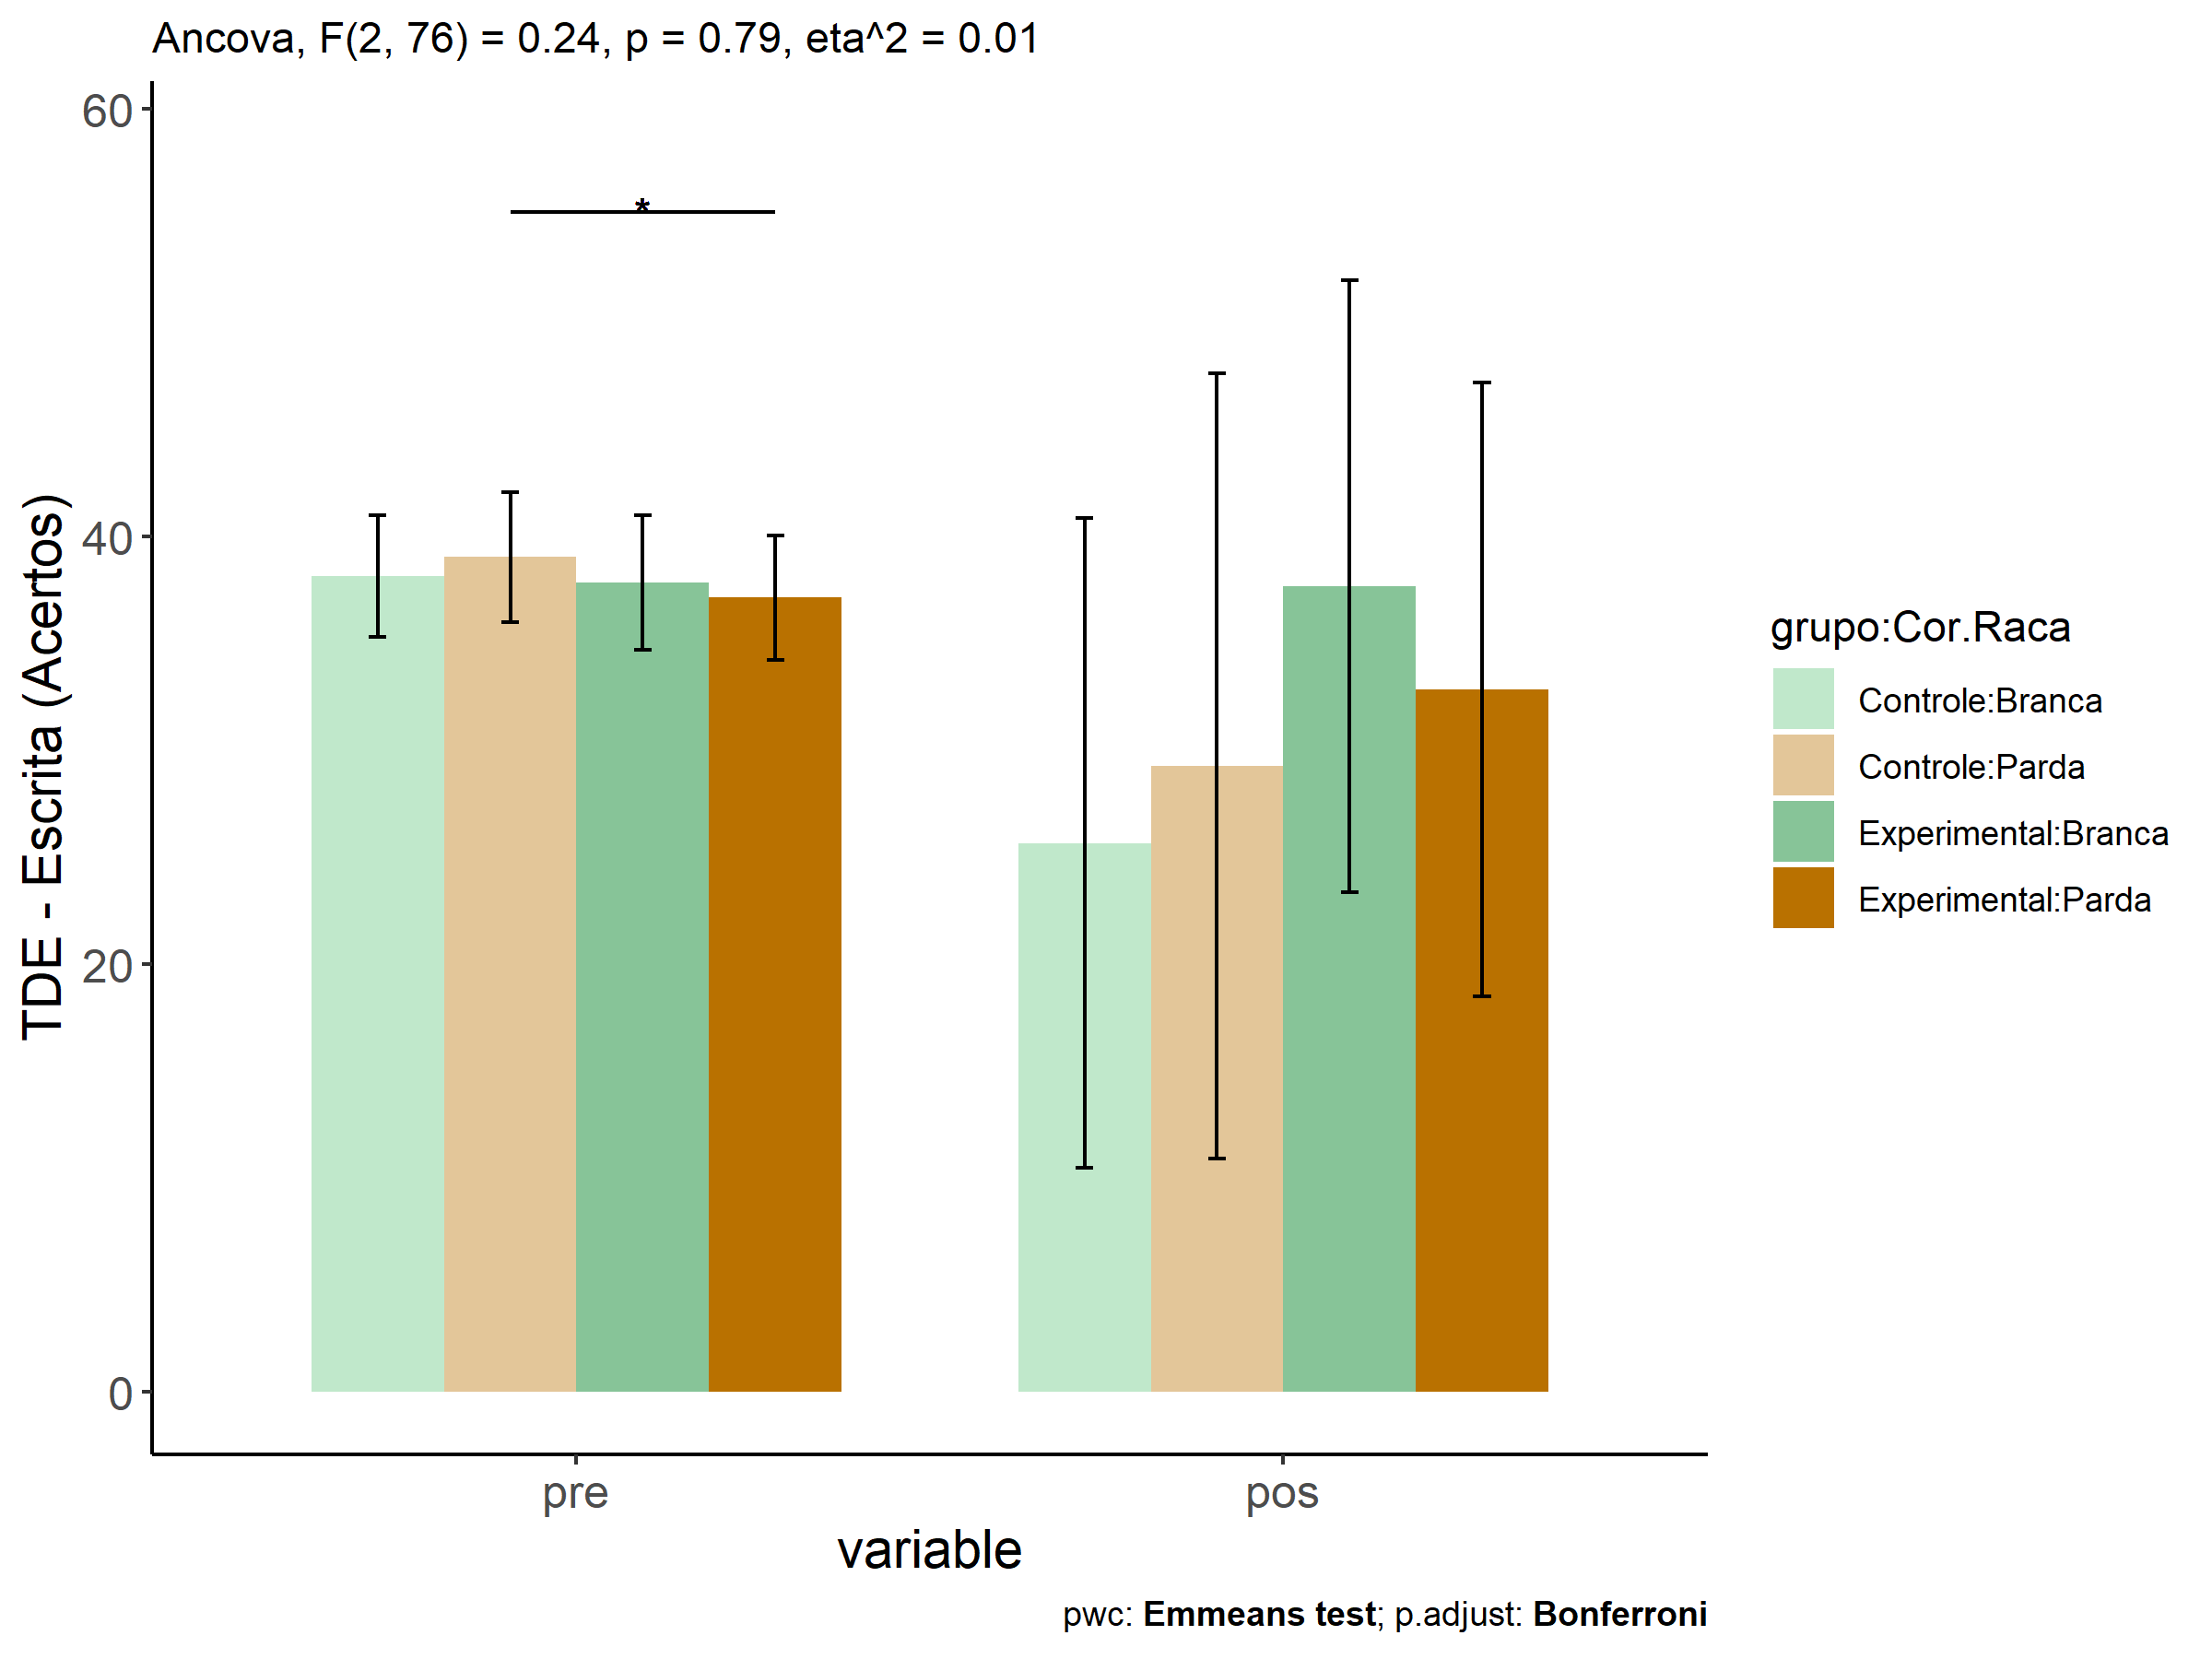 Ancova, F(2, 76) = 0.24, p = 0.79, eta^2 = 0.01
60
40
20
0
TDE - Escrita (Acertos)
*
pre
pos
variable
grupo:Cor.Raca
Controle:Branca
Controle:Parda
Experimental:Branca
Experimental:Parda
pwc: Emmeans test; p.adjust: Bonferroni